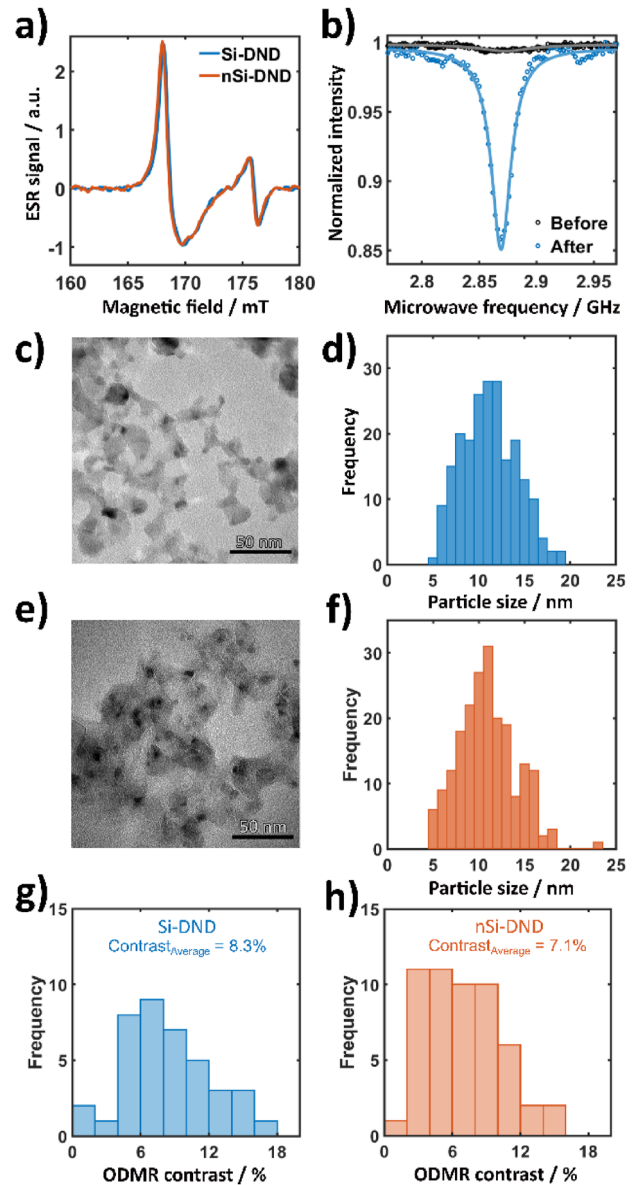 a)
Si-DND
nSi-DND
2
1
0
-1
ESR signal / a.u.
160
170
180
Magnetic field / mT
b)
1
0.95
0.9
0.85
Normalized intensity
Before
After
2.8
2.85
2.9
2.95
Microwave frequency / GHz
c)
50 nm
d)
30
20
10
0
Frequency
0
5
10
15
20
25
Particle size / nm
e)
50 nm
f)
30
20
10
0
Frequency
0
5
10
15
20
25
Particle size / nm
g)
Si-DND
ContrastAverage = 8.3%
15
10
5
0
Frequency
0
6
12
18
ODMR contrast / %
h)
nSi-DND
ContrastAverage = 7.1%
15
10
5
0
Frequency
0
6
12
18
ODMR contrast / %